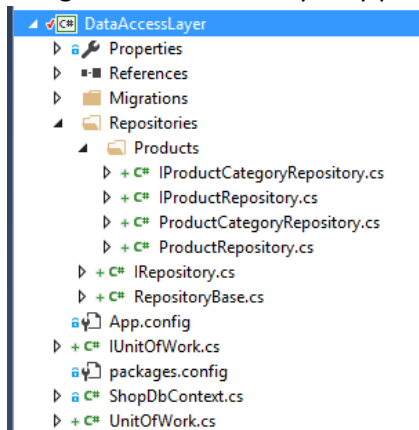 DataAccessLayer
Properties
References
Migrations
Repositories
Products
+ C# IProductCategoryRepository.cs
+ C# IProductRepository.cs
+ C# ProductCategoryRepository.cs
+ C# ProductRepository.cs
+ C# IRepository.cs
+ C# RepositoryBase.cs
App.config
+ C# IUnitOfWork.cs
packages.config
C# ShopDbContext.cs
+ C# UnitOfWork.cs